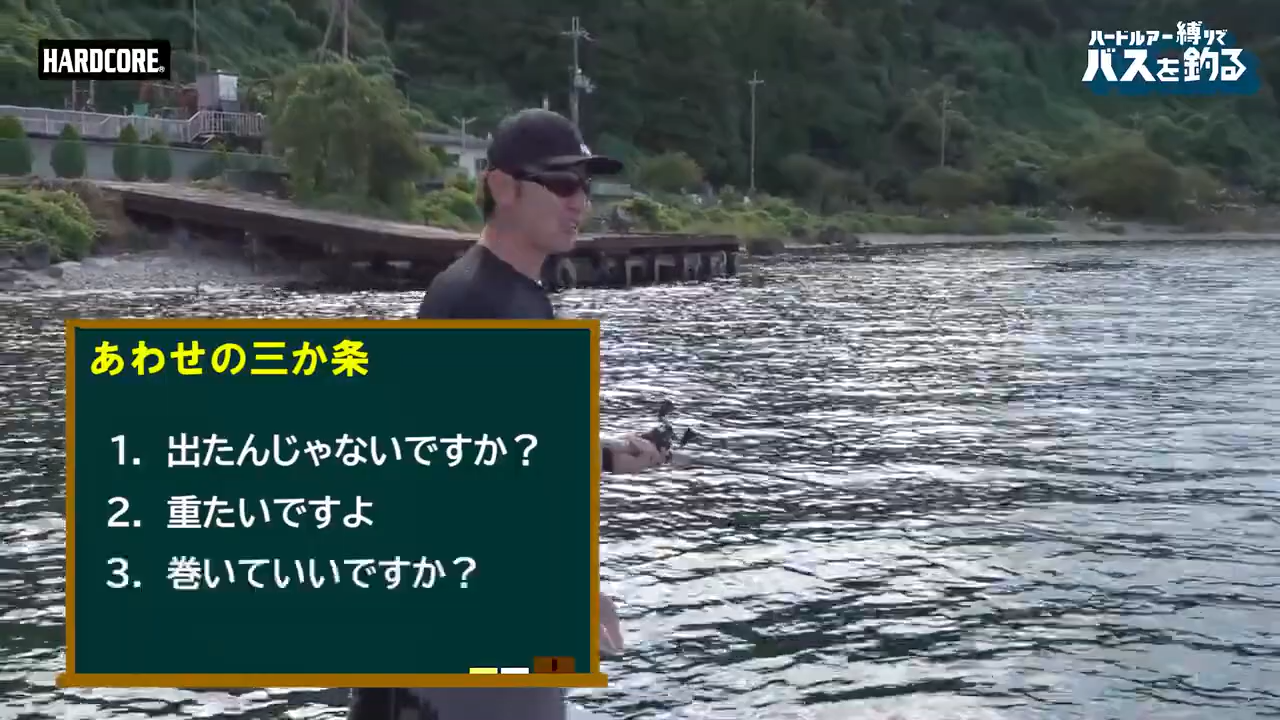 HARDCORE®
ハードルアー縛りで
バスを釣る
あわせの三か条
1. 出たんじゃないですか？
2. 重たいですよ
3. 巻いていいですか？